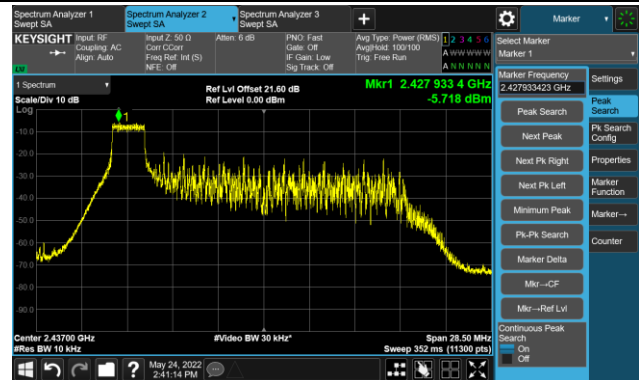 Spectrum Analyzer 1
Swept SA
Spectrum Analyzer 2
Swept SA
Spectrum Analyzer 3
Swept SA
+
Marker
KEYSIGHT
Input: RF
Coupling: AC
Align: Auto
Input Z: 50 Ω
Corr CCorr
Freq Ref: Int (S)
NFE: Off
Atten: 6 dB
PNO: Fast
Gate: Off
IF Gain: Low
Sig Track: Off
Avg Type: Power (RMS)
Avg|Hold: 100/100
Trig: Free Run
1 2 3 4 5 6
A W W W W W
A N N N N N
Select Marker
Marker 1
1 Spectrum
Scale/Div 10 dB
Log
Ref Lvl Offset 21.60 dB
Ref Level 0.00 dBm
Mkr1 2.427 933 4 GHz
-5.718 dBm
1
-10.0
-20.0
-30.0
-40.0
-50.0
-60.0
-70.0
-80.0
-90.0
Center 2.43700 GHz
#Res BW 10 kHz
#Video BW 30 kHz*
Span 28.50 MHz
Sweep 352 ms (11300 pts)
Marker Frequency
2.427933423 GHz
Peak Search
Next Peak
Next Pk Right
Next Pk Left
Minimum Peak
Pk-Pk Search
Marker Delta
Mkr→CF
Mkr→Ref Lvl
Continuous Peak
Search
On
Off
Settings
Peak
Search
Pk Search
Config
Properties
Marker
Function
Marker→
Counter
?
May 24, 2022
2:41:14 PM